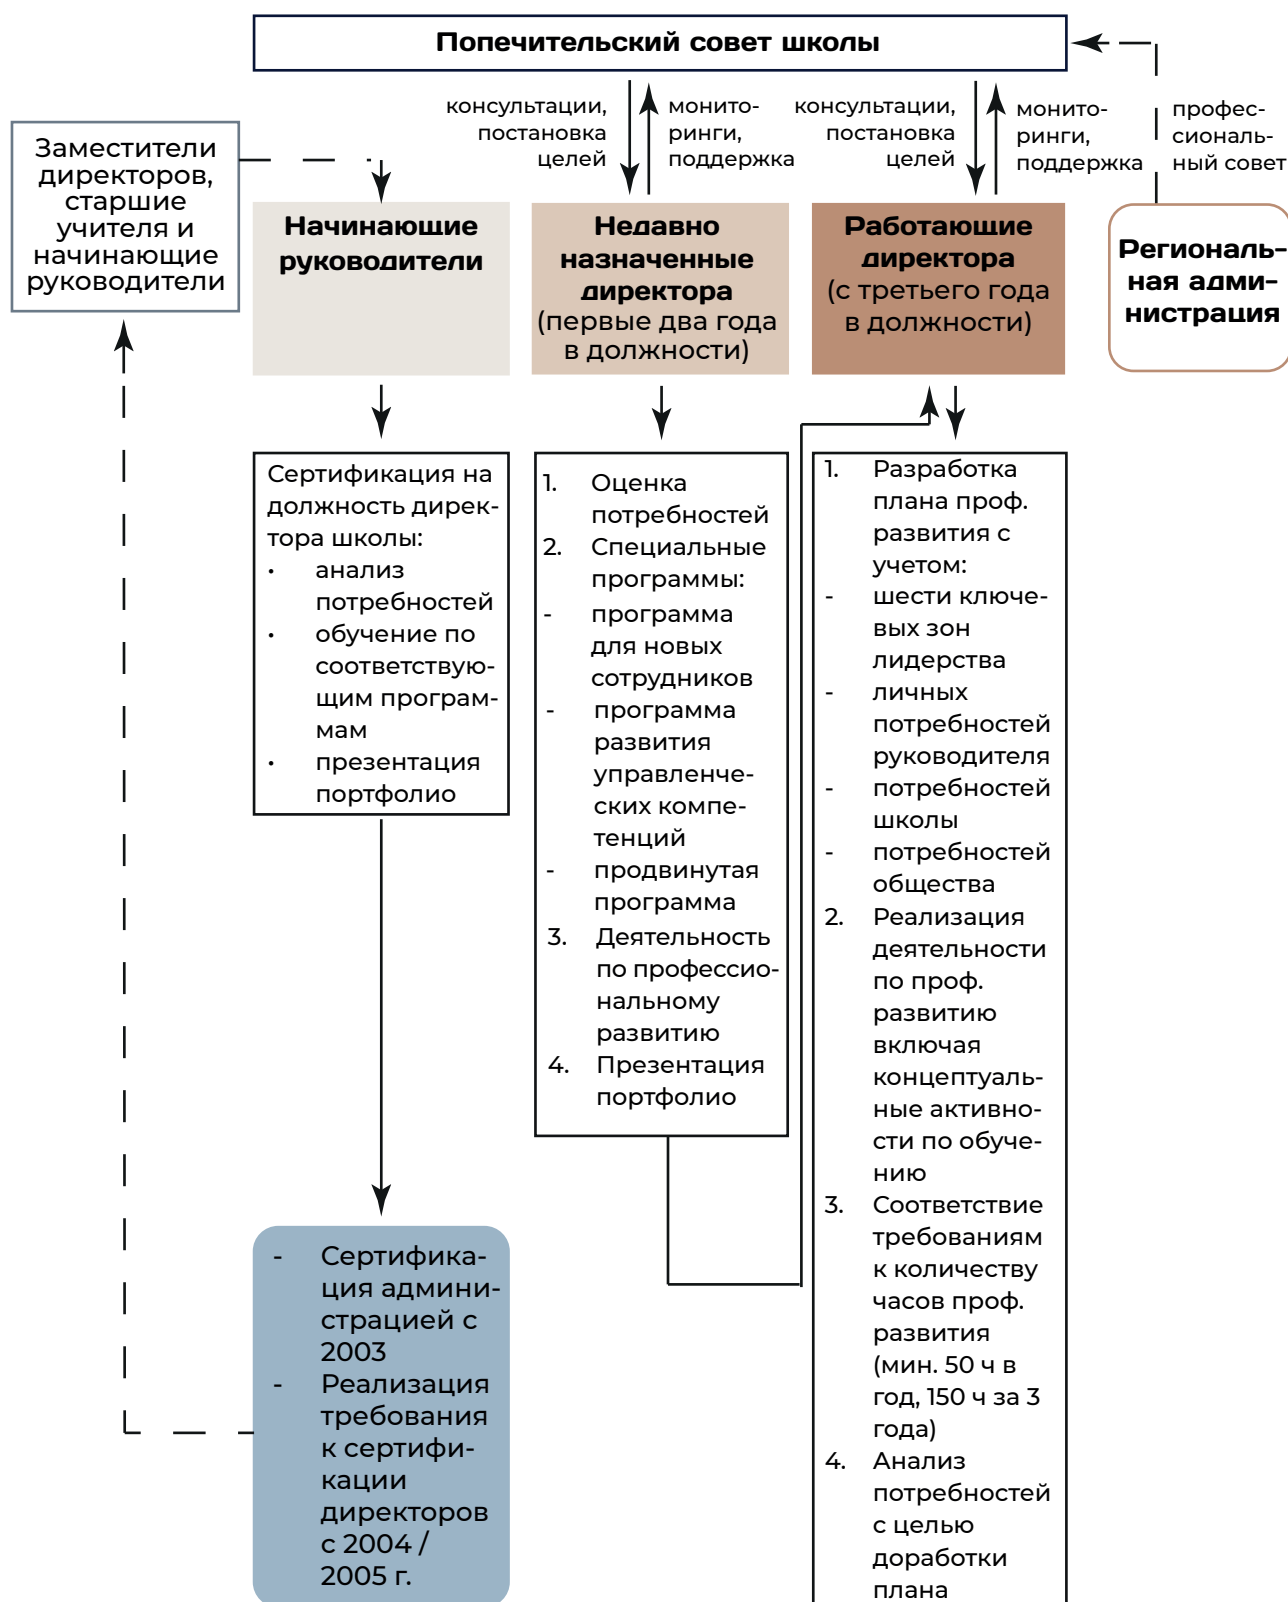 Попечительский совет школы
консультации,
постановка
целей
мони­то-
ринги,
поддержка
консультации,
постановка
целей
монито-
ринги,
поддержка
профес-
сиональ-
ный совет
Заместители
директоров,
старшие
учителя и
начинающие
руководители
Начинающие
руководители
Недавно
назначенные
директора
(первые два года
в должности)
Работающие
директора
(с третьего года
в должности)
Региональ-
ная адми-
нистрация
Сертификация на
должность дирек-
тора школы:
• анализ
потребностей
• обучение по
соответствую-
щим програм-
мам
• презентация
портфолио
1. Оценка
потребностей
2. Специальные
программы:
- программа
для новых
сотрудников
- программа
развития
управленче-
ских компе-
тенций
- продвинутая
программа
3. Деятельность
по профессио-
нальному
развитию
4. Презентация
портфолио
1. Разработка
плана проф.
развития с
учетом:
- шести ключе-
вых зон
лидерства
- личных
потребностей
руководителя
- потребностей
школы
- потребностей
общества
2. Реализация
деятельности
по проф.
развитию
включая
концептуаль-
ные активно-
сти по обуче-
нию
3. Соответствие
требованиям
к количеству
часов проф.
развития
(мин. 50 ч в
год, 150 ч за 3
года)
4. Анализ
потребностей
с целью
доработки
плана
- Сертифика-
ция админи-
страцией с
2003
- Реализация
требования
к сертифи-
кации
директоров
с 2004 /
2005 г.